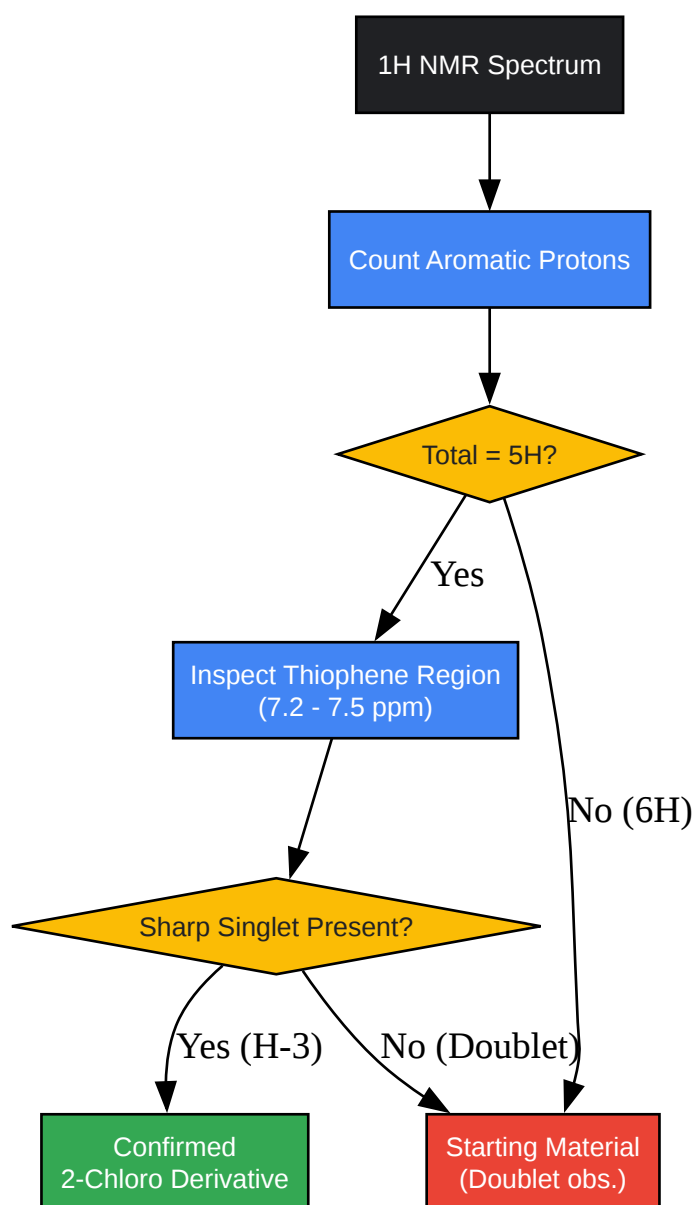 1H NMR Spectrum
Count Aromatic Protons
Total = 5H?
Yes
Inspect Thiophene Region
(7.2 - 7.5 ppm)
No (6H)
Sharp Singlet Present?
Yes (H-3)
No (Doublet)
Confirmed
2-Chloro Derivative
Starting Material
(Doublet obs.)